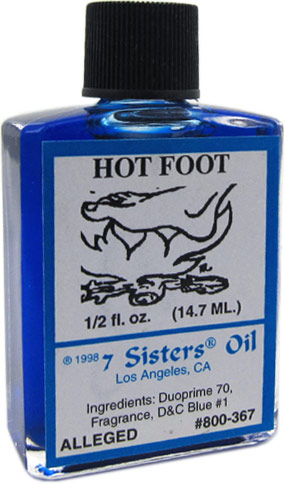 HOT FOOT
1/2 fl. oz. (14.7 ML.)
® 1998 7 Sisters® Oil
Los Angeles, CA
Ingredients: Duoprime 70,
Fragrance, D&C Blue #1
ALLEGED #800-367